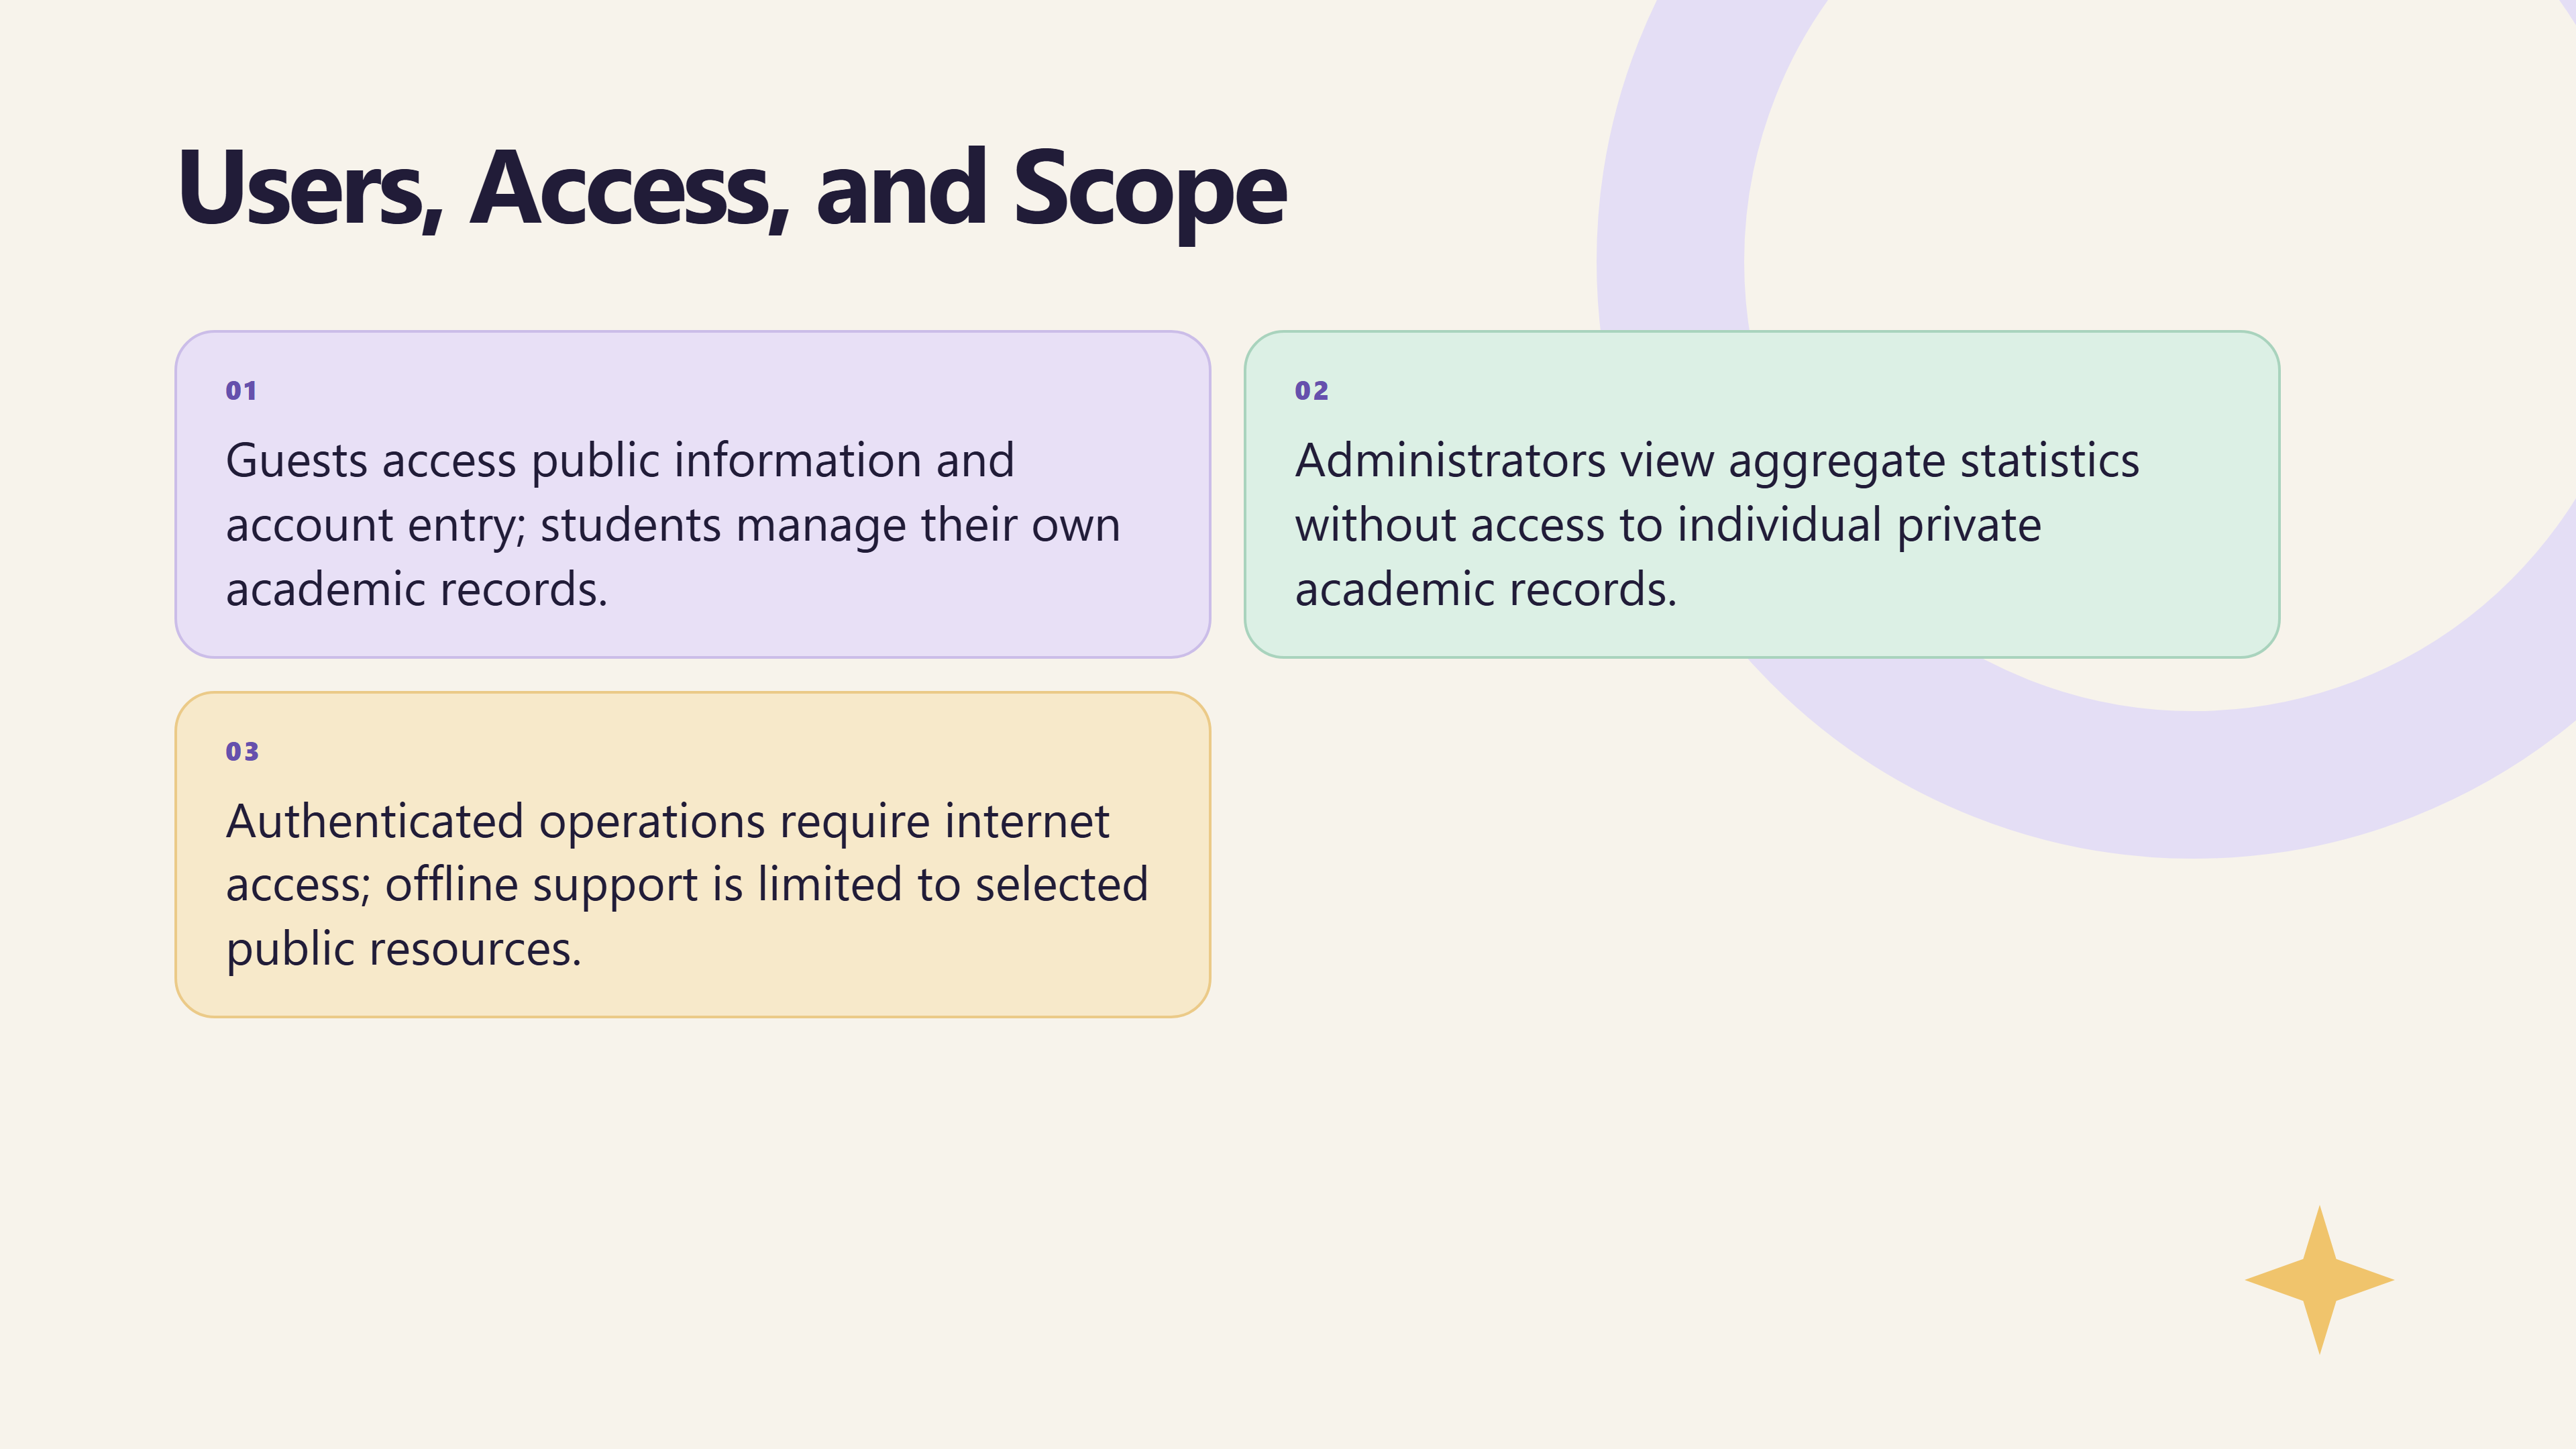 Users, Access, and Scope
01
Guests access public information and
account entry; students manage their own
academic records.
02
Administrators view aggregate statistics
without access to individual private
academic records.
03
Authenticated operations require internet
access; offline support is limited to selected
public resources.